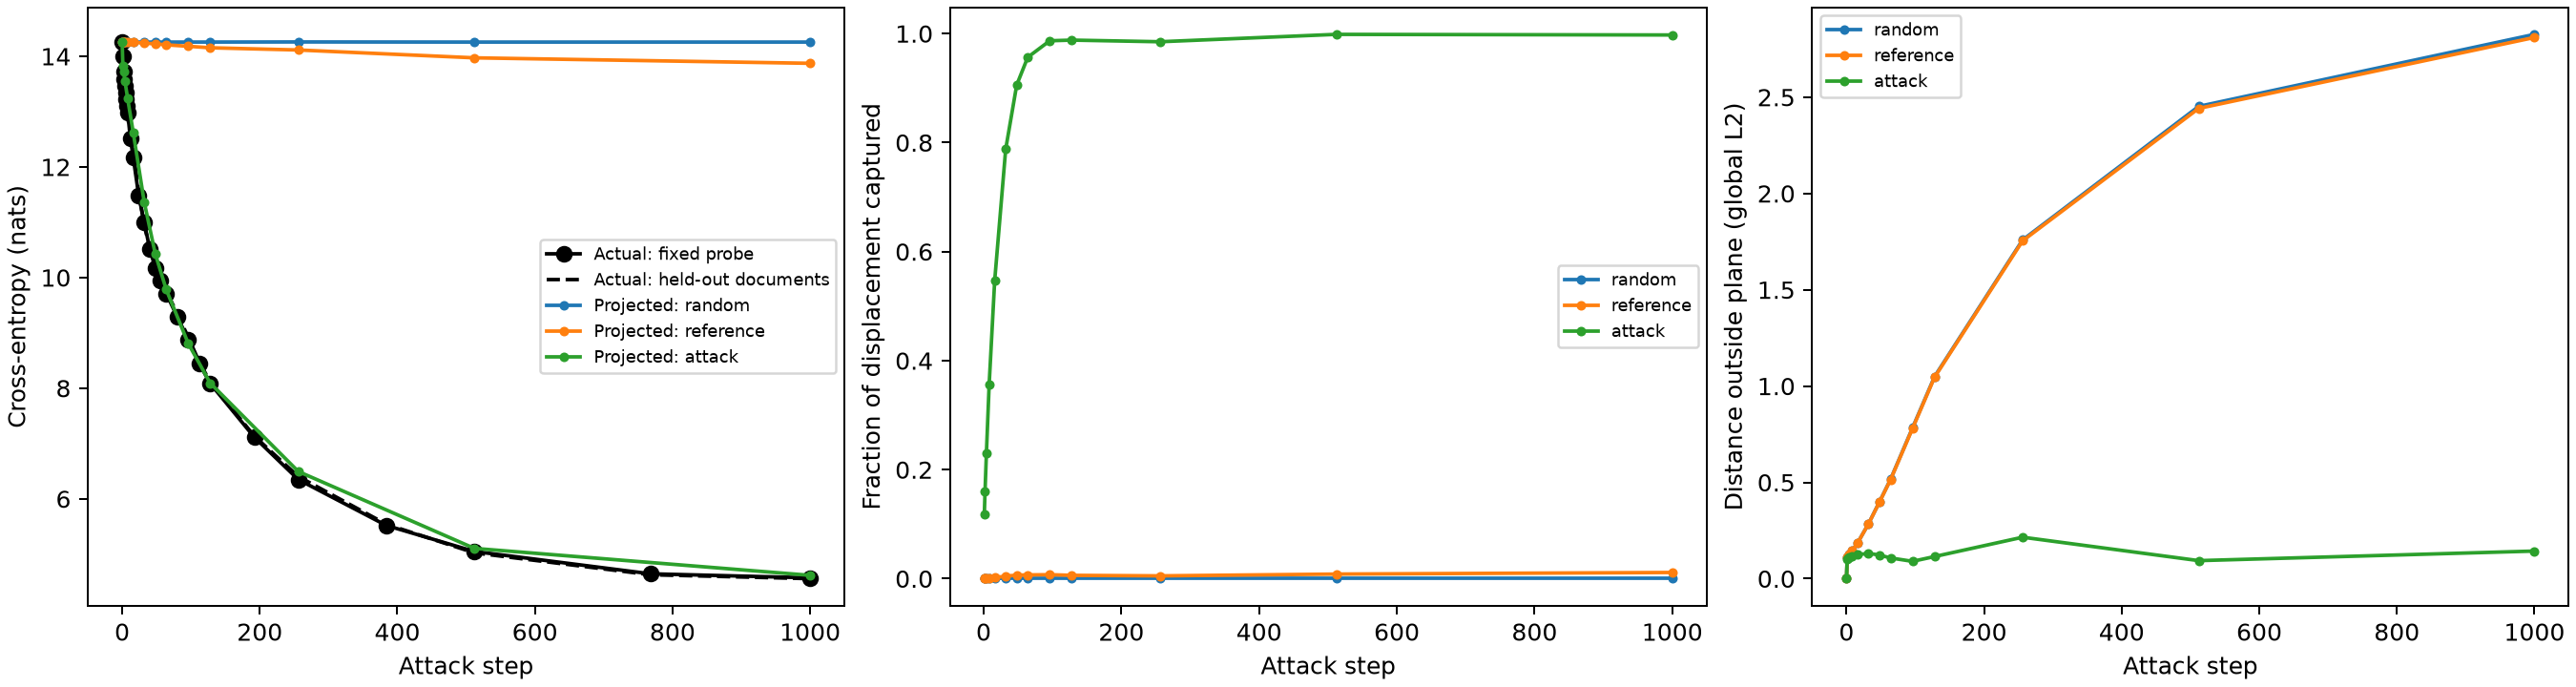 Cross-entropy (nats)
14
12
10
8
6
Actual: fixed probe
Actual: held-out documents
Projected: random
Projected: reference
Projected: attack
0 200 400 600 800 1000
Attack step
Fraction of displacement captured
1.0
0.8
0.6
0.4
0.2
0.0
random
reference
attack
0 200 400 600 800 1000
Attack step
Distance outside plane (global L2)
random
reference
attack
2.5
2.0
1.5
1.0
0.5
0.0
0 200 400 600 800 1000
Attack step